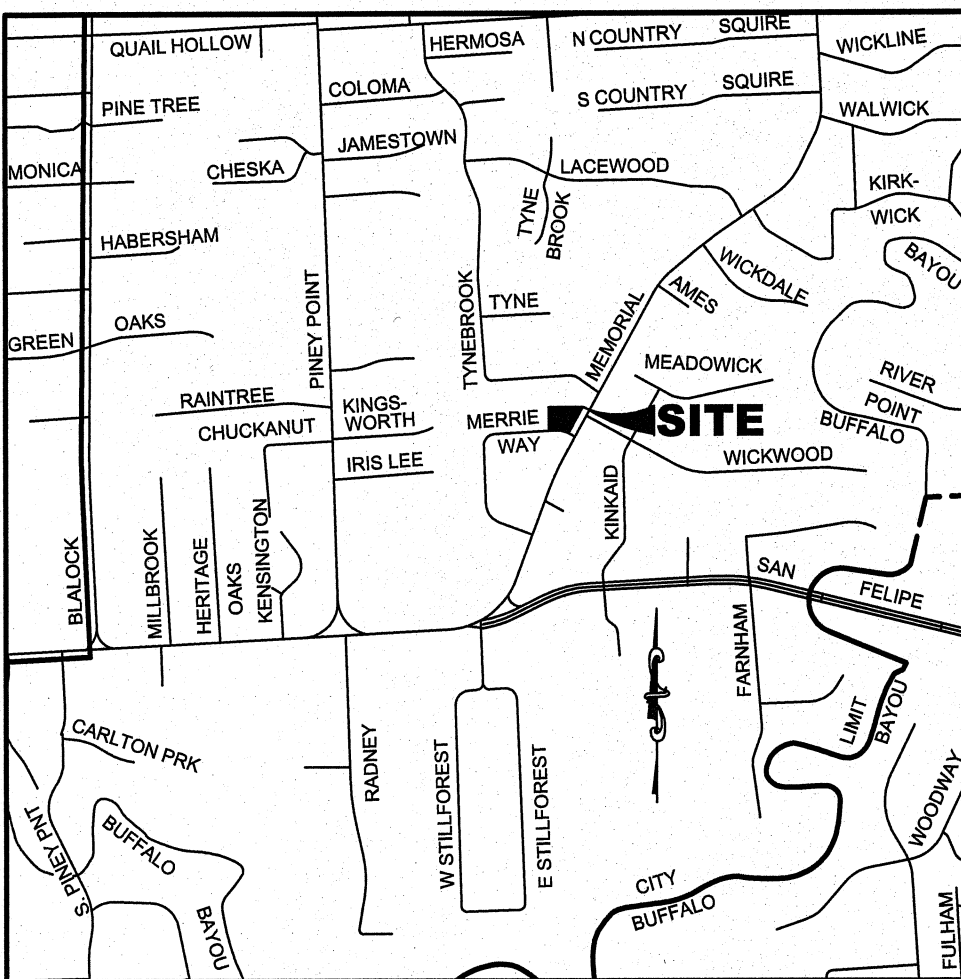 QUAIL HOLLOW
HERMOSA
N COUNTRY SQUIRE
WICKLINE
COLOMA
S COUNTRY SQUIRE
PINE TREE
WALWICK
JAMESTOWN
MONICA
CHESKA
LACEWOOD
KIRK-
WICK
TYNE
BROOK
HABERSHAM
BAYOU
WICKDALE
PINEY POINT
TYNEBROOK
TYNE
AMES
MEMORIAL
OAKS
GREEN
MEADOWICK
RIVER
POINT
BUFFALO
RAINTREE
KINGS-
WORTH
CHUCKANUT
MERRIE
WAY
SITE
IRIS LEE
WICKWOOD
KINKAID
BLALOCK
MILLBROOK
HERITAGE
OAKS
KENSINGTON
SAN FELIPE
FARNHAM
LIMIT
BAYOU
CARLTON PRK
RADNEY
W STILLFOREST
E STILLFOREST
WOODWAY
S. PINEY PNT
BUFFALO
BAYOU
CITY
BUFFALO
FULHAM